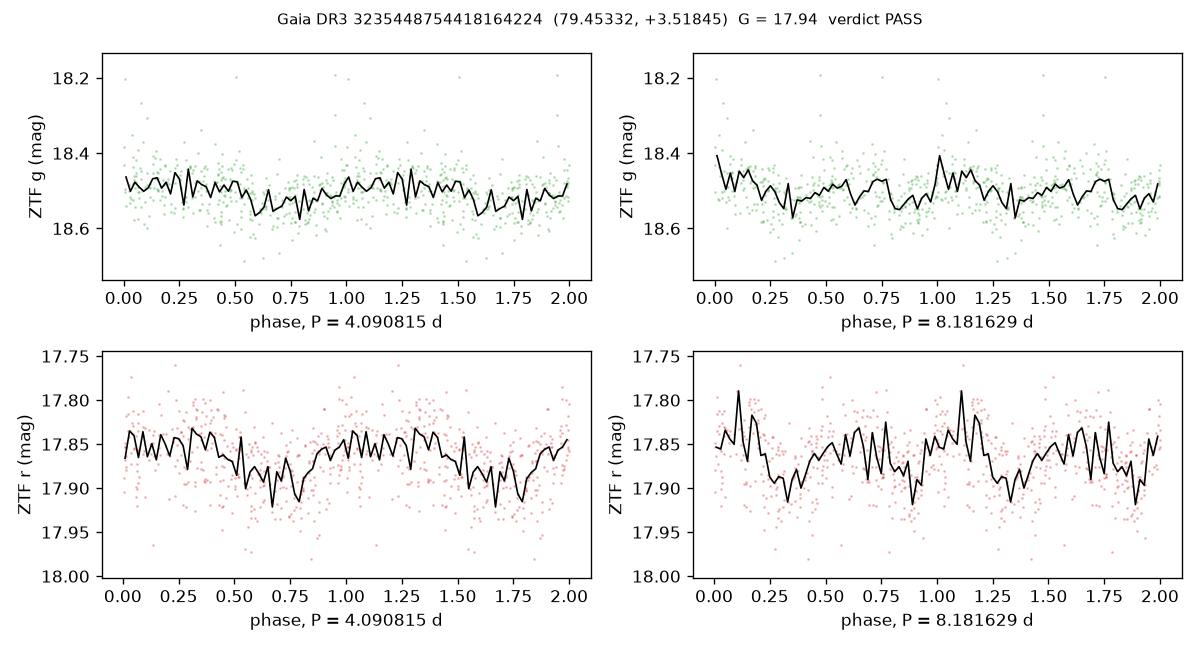 Gaia DR3 3235448754418164224 (79.45332, +3.51845) G = 17.94 verdict PASS
ZTF g (mag)
18.2
18.4
18.6
0.00 0.25 0.50 0.75 1.00 1.25 1.50 1.75 2.00
phase, P = 4.090815 d
ZTF g (mag)
18.2
18.4
18.6
0.00 0.25 0.50 0.75 1.00 1.25 1.50 1.75 2.00
phase, P = 8.181629 d
ZTF r (mag)
17.75
17.80
17.85
17.90
17.95
18.00
0.00 0.25 0.50 0.75 1.00 1.25 1.50 1.75 2.00
phase, P = 4.090815 d
ZTF r (mag)
17.75
17.80
17.85
17.90
17.95
18.00
0.00 0.25 0.50 0.75 1.00 1.25 1.50 1.75 2.00
phase, P = 8.181629 d